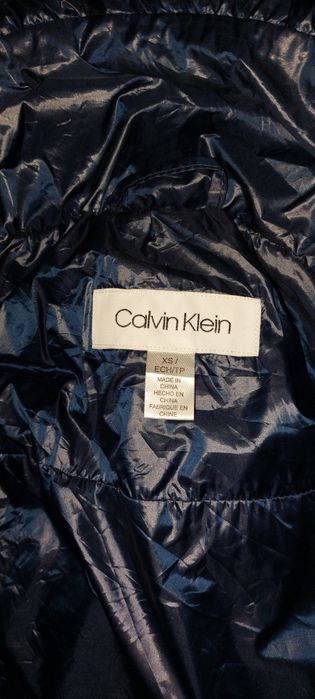 Calvin Klein
XS /
ECH/TP
MADE IN
CHINA
HECHO EN
CHINA
FABRIQUE EN
CHINE